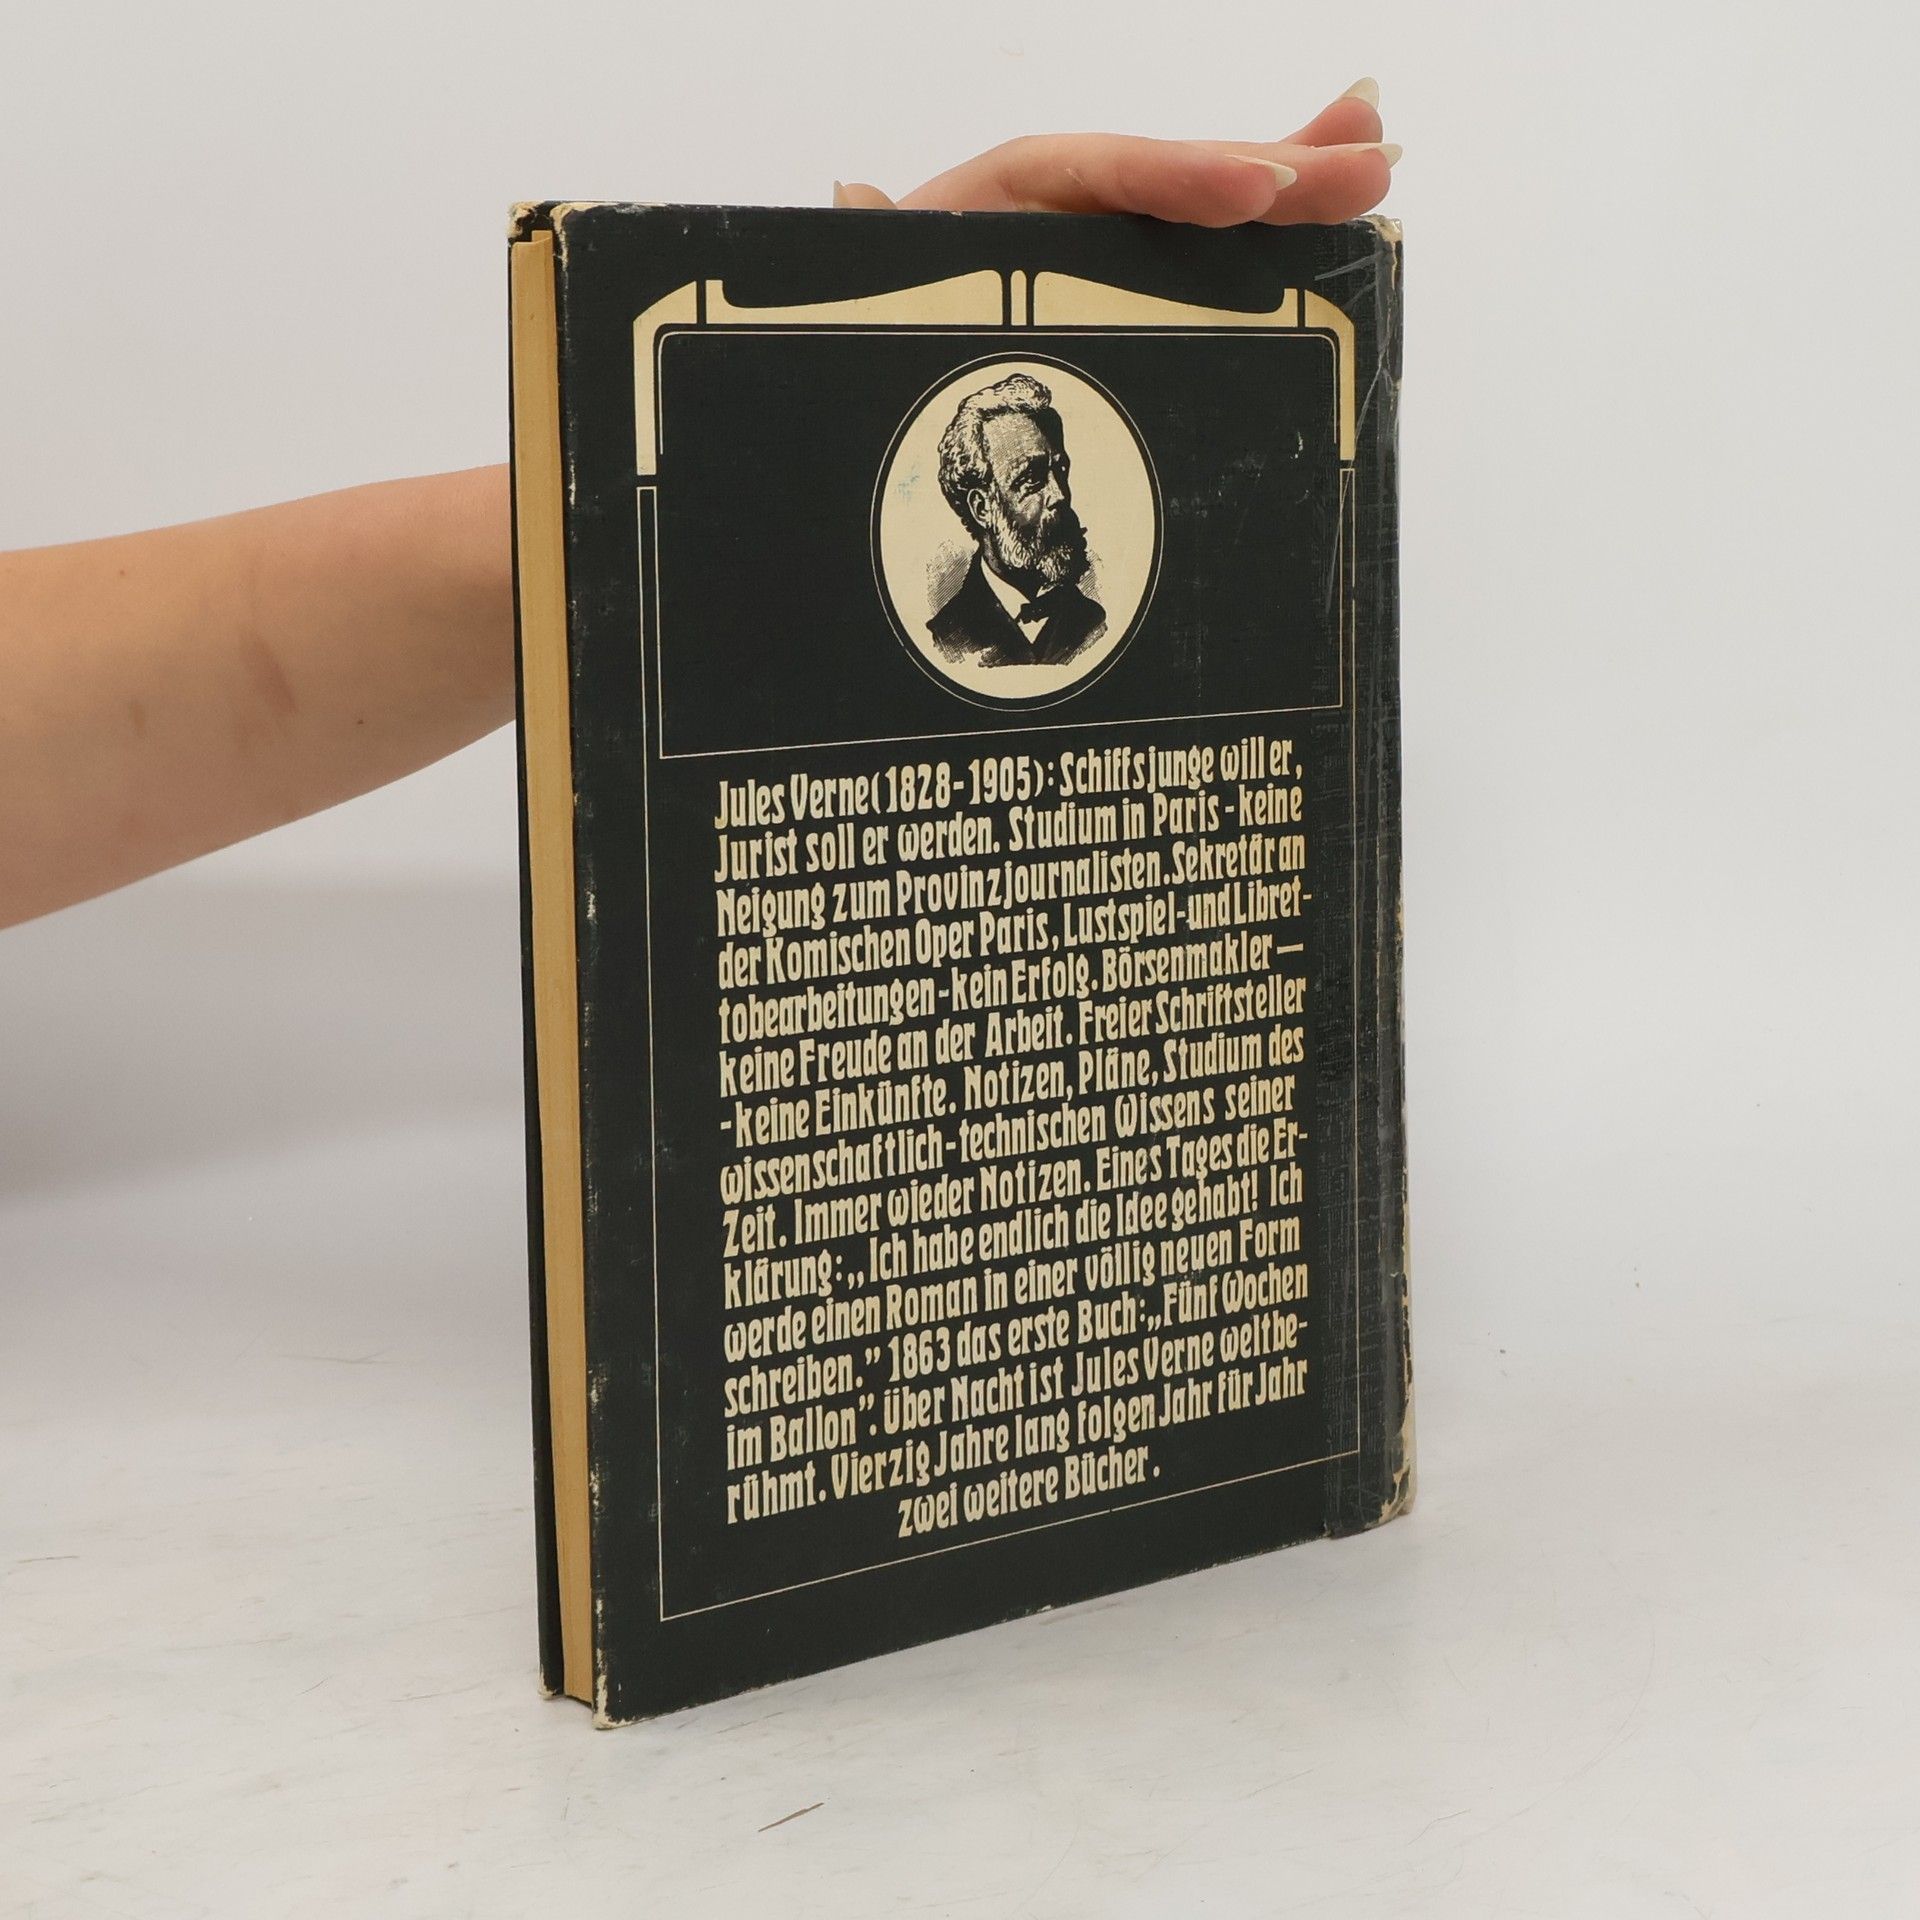 Jules Verne (1828-1905): Schiffsjunge will er,
Jurist soll er werden. Studium in Paris - keine
Neigung zum Provinzjournalisten. Sekretär an
der Komischen Oper Paris, Lustspiel- und Libret-
tobearbeitungen - kein Erfolg. Börsenmakler —
keine Freude an der Arbeit. Freier Schriftsteller
- keine Einkünfte. Notizen, Pläne, Studium des
wissenschaftlich-technischen Wissens seiner
Zeit. Immer wieder Notizen. Eines Tages die Er-
klärung: „Ich habe endlich die Idee gehabt! Ich
werde einen Roman in einer völlig neuen Form
schreiben.” 1863 das erste Buch: „Fünf Wochen
im Ballon”. Über Nacht ist Jules Verne weltbe-
rühmt. Vierzig Jahre lang folgen Jahr für Jahr
zwei weitere Bücher.